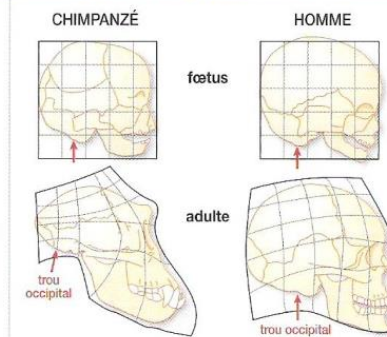 CHIMPANZÉ
HOMME
fœtus
adulte
trou
occipital
trou occipital